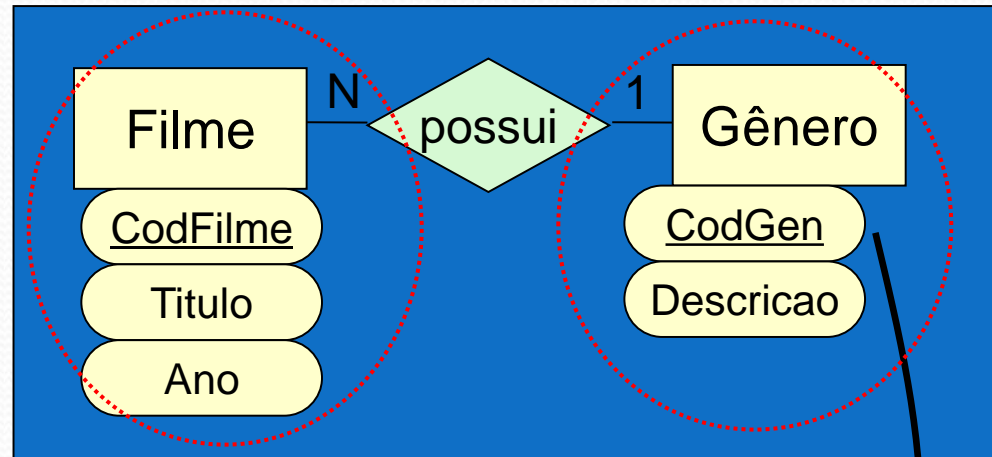 Filme
N
possui
1
Gênero
CodFilme
Titulo
Ano
CodGen
Descricao